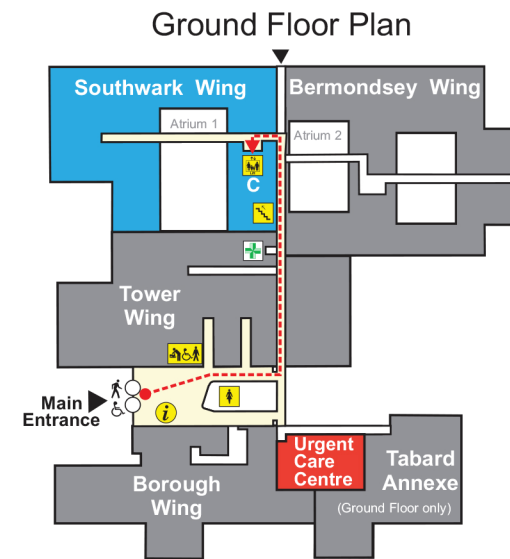 Ground Floor Plan
Southwark Wing
Bermondsey Wing
Atrium 1
Atrium 2
C
Tower
Wing
Main
Entrance
i
Urgent
Care
Centre
Tabard
Annexe
(Ground Floor only)
Borough
Wing